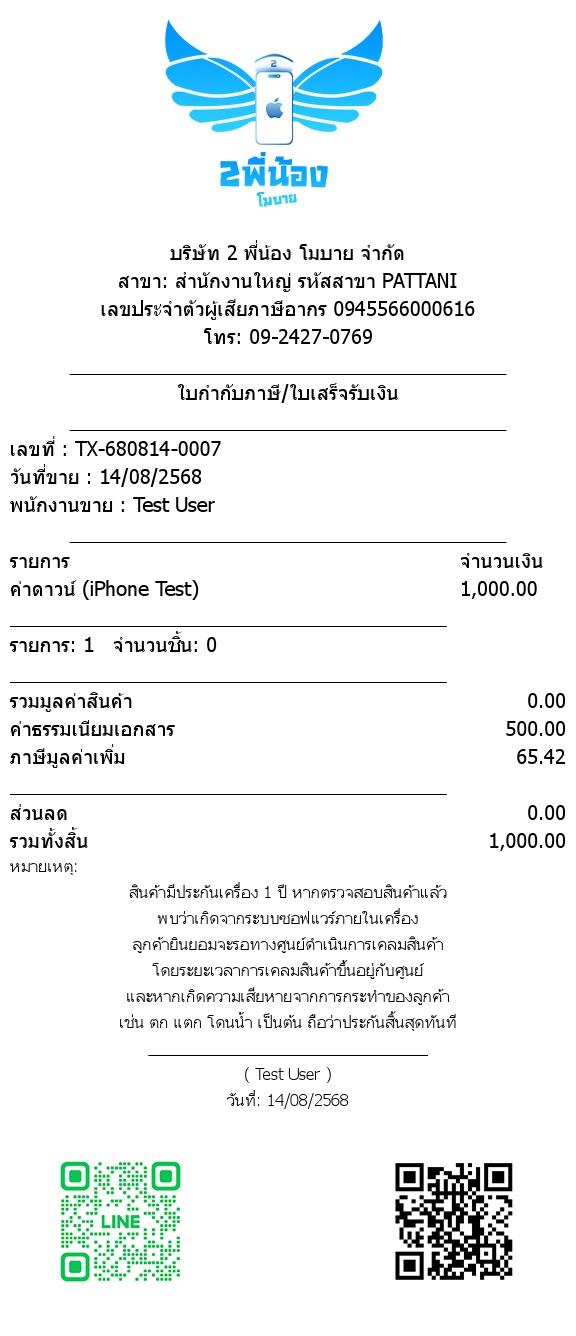 2
2พี่น้อง
โมบาย
บริษัท 2 พี่น้อง โมบาย จำกัด
สาขา: สำนักงานใหญ่ รหัสสาขา PATTANI
เลขประจำตัวผู้เสียภาษีอากร 0945566000616
โทร: 09-2427-0769
ใบกำกับภาษี/ใบเสร็จรับเงิน
เลขที่ : TX-680814-0007
วันที่ขาย : 14/08/2568
พนักงานขาย : Test User
รายการ จำนวนเงิน
ค่าดาวน์ (iPhone Test) 1,000.00
รายการ: 1 จำนวนชิ้น: 0
รวมมูลค่าสินค้า 0.00
ค่าธรรมเนียมเอกสาร 500.00
ภาษีมูลค่าเพิ่ม 65.42
ส่วนลด 0.00
รวมทั้งสิ้น 1,000.00
หมายเหตุ:
สินค้ามีประกันเครื่อง 1 ปี หากตรวจสอบสินค้าแล้ว
พบว่าเกิดจากระบบซอฟแวร์ภายในเครื่อง
ลูกค้ายินยอมจะรอทางศูนย์ดำเนินการเคลมสินค้า
โดยระยะเวลาการเคลมสินค้าขึ้นอยู่กับศูนย์
และหากเกิดความเสียหายจากการกระทำของลูกค้า
เช่น ตก แตก โดนน้ำ เป็นต้น ถือว่าประกันสิ้นสุดทันที
( Test User )
วันที่: 14/08/2568
LINE